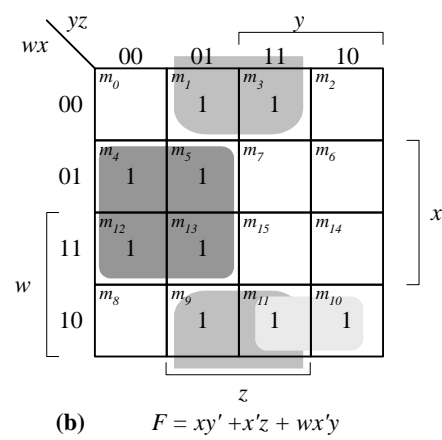 yz
y
wx
00 01 11 10
m0 m1 m3 m2
00 1 1
m4 m5 m7 m6
01 1 1
x
m12 m13 m15 m14
11 1 1
w
m8 m9 m11 m10
10 1 1 1
z
(b) F = xy′ +x′z + wx′y